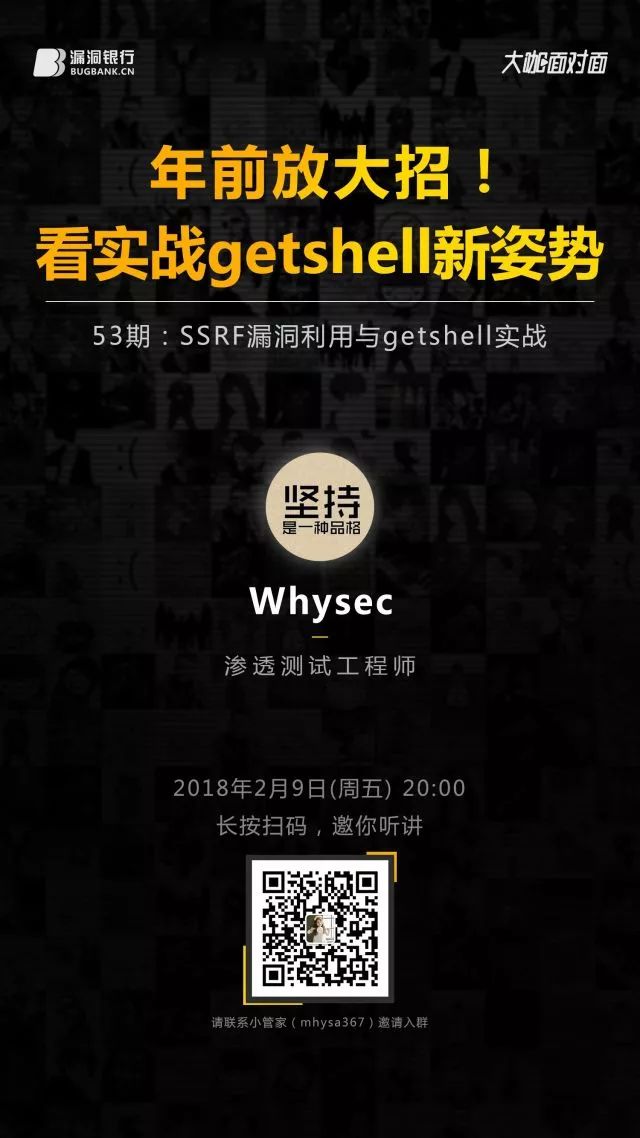 漏洞银行
BUGBANK.CN
大咖面对面
年前放大招！
看实战getshell新姿势
53期：SSRF漏洞利用与getshell实战
坚持
是一种品格
Whysec
渗透测试工程师
2018年2月9日(周五) 20:00
长按扫码，邀你听讲
请联系小管家（mhysa367）邀请入群